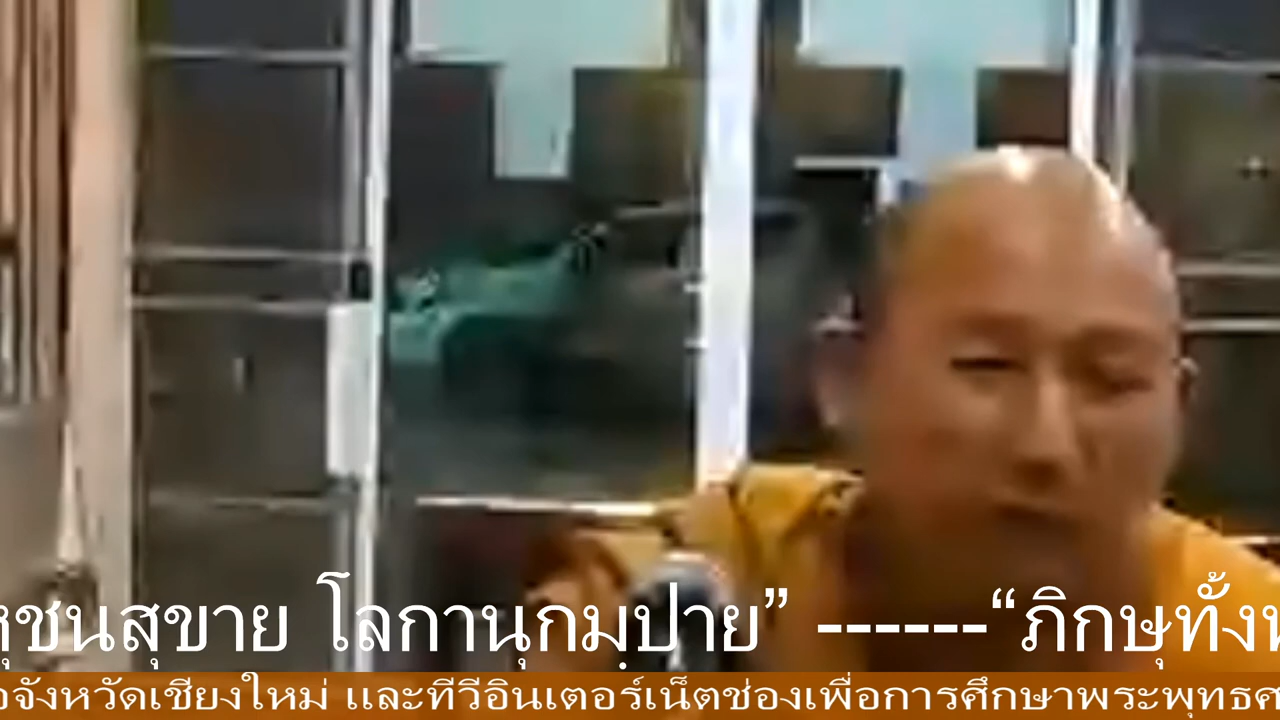 หุชนสุขาย โลกานุกมฺปาย” ------“ภิกษุทั้งห
อจังหวัดเชียงใหม่ และทีวีอินเตอร์เน็ตช่องเพื่อการศึกษาพระพุทธศ